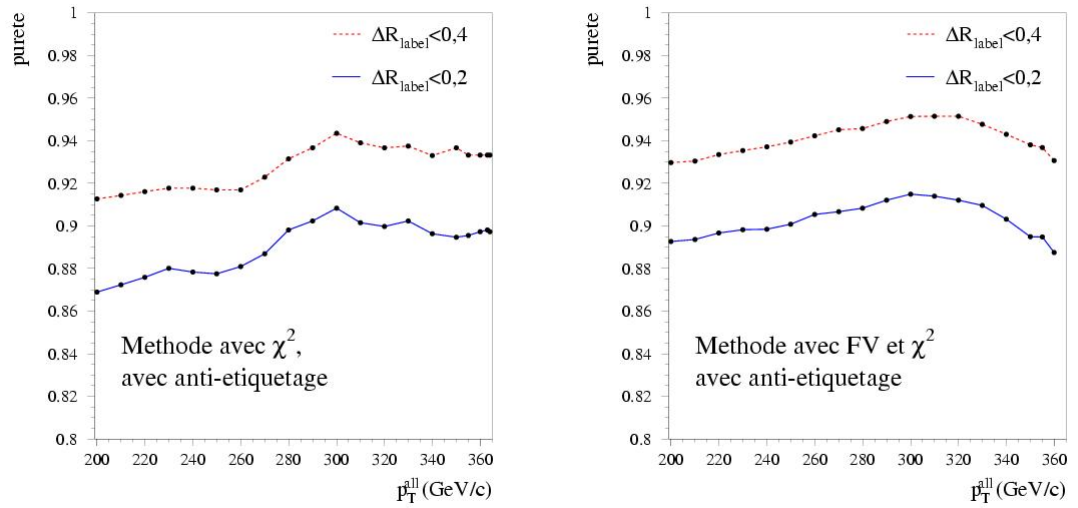 purete
1
0.98
0.96
0.94
0.92
0.9
0.88
0.86
0.84
0.82
0.8
ΔR_label<0,4
ΔR_label<0,2
Methode avec χ²,
avec anti-etiquetage
200 220 240 260 280 300 320 340 360
p_T^all (GeV/c)
purete
1
0.98
0.96
0.94
0.92
0.9
0.88
0.86
0.84
0.82
0.8
ΔR_label<0,4
ΔR_label<0,2
Methode avec FV et χ²
avec anti-etiquetage
200 220 240 260 280 300 320 340 360
p_T^all (GeV/c)